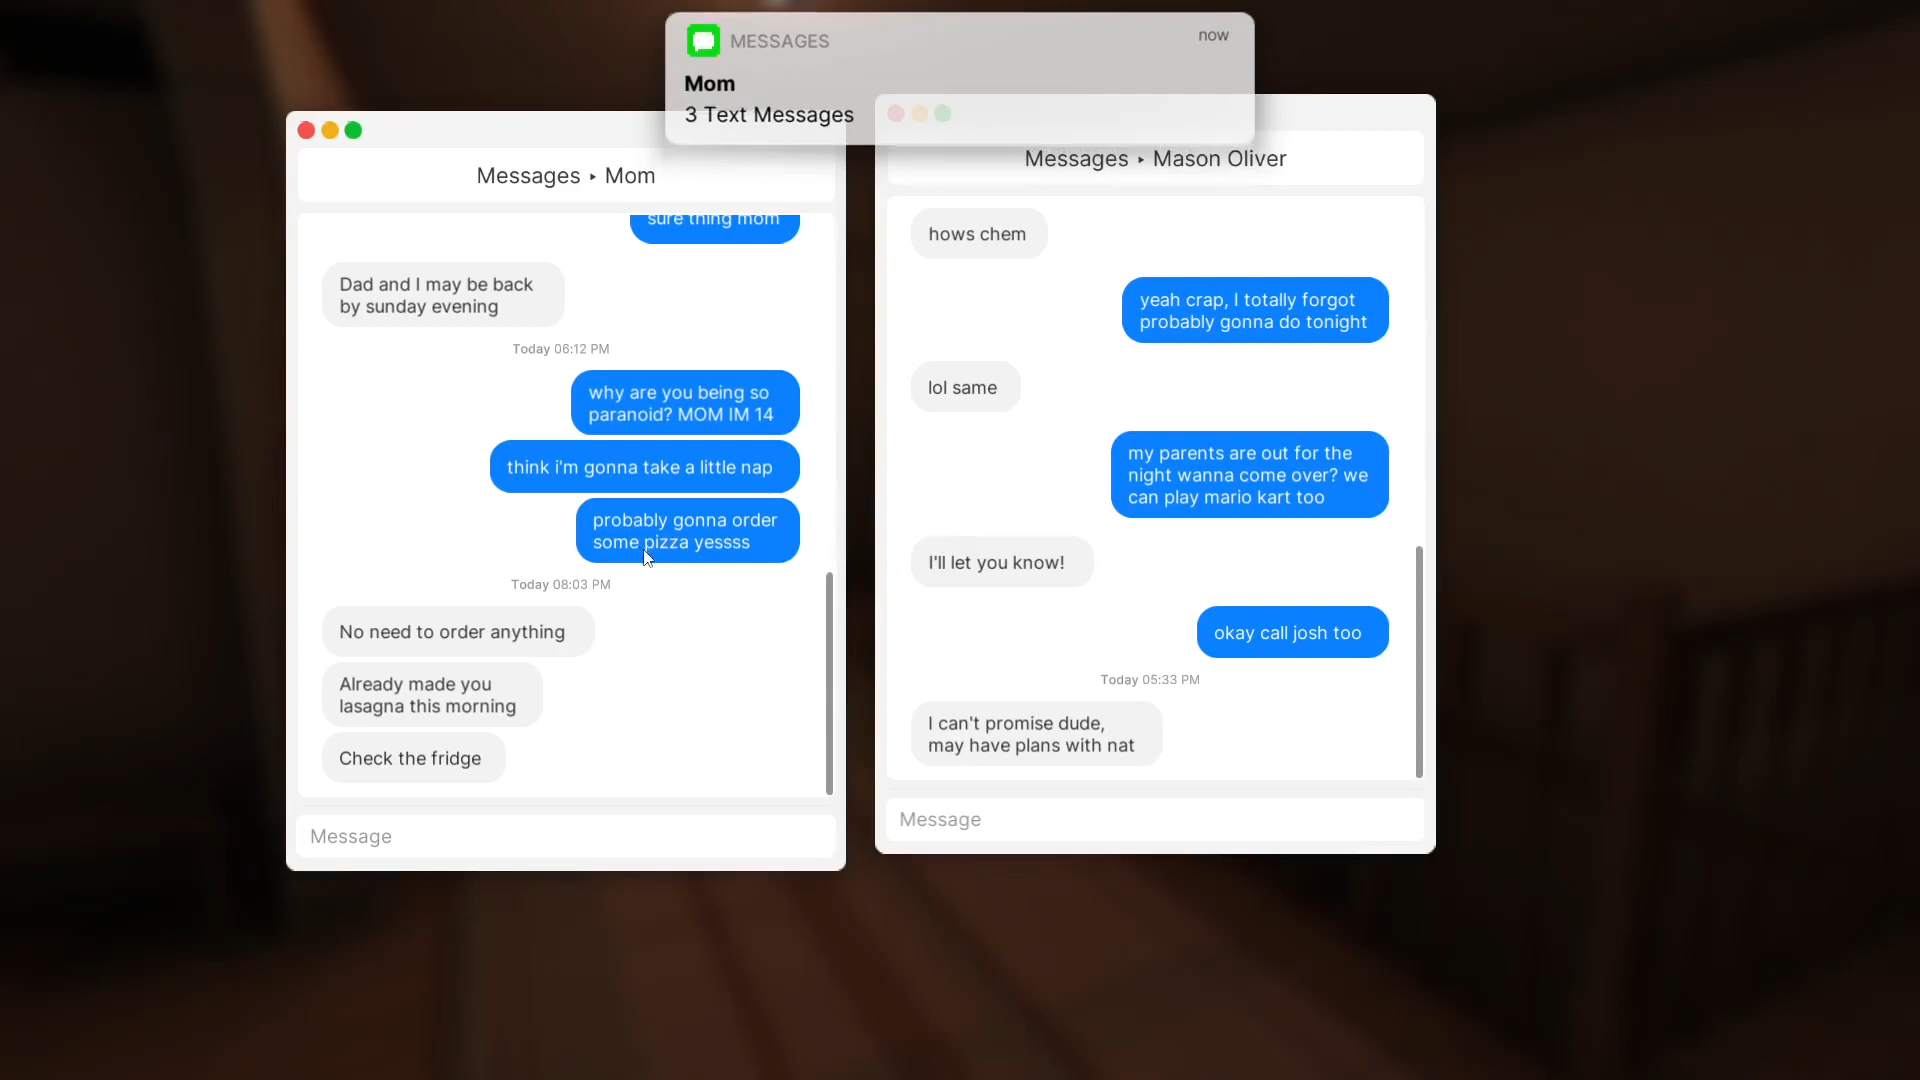 MESSAGES
now
Mom
3 Text Messages
Messages ‣ Mom
sure thing mom
Dad and I may be back
by sunday evening
Today 06:12 PM
why are you being so
paranoid? MOM IM 14
think i'm gonna take a little nap
probably gonna order
some pizza yessss
Today 08:03 PM
No need to order anything
Already made you
lasagna this morning
Check the fridge
Message
Messages ‣ Mason Oliver
hows chem
yeah crap, I totally forgot
probably gonna do tonight
lol same
my parents are out for the
night wanna come over? we
can play mario kart too
I'll let you know!
okay call josh too
Today 05:33 PM
I can't promise dude,
may have plans with nat
Message